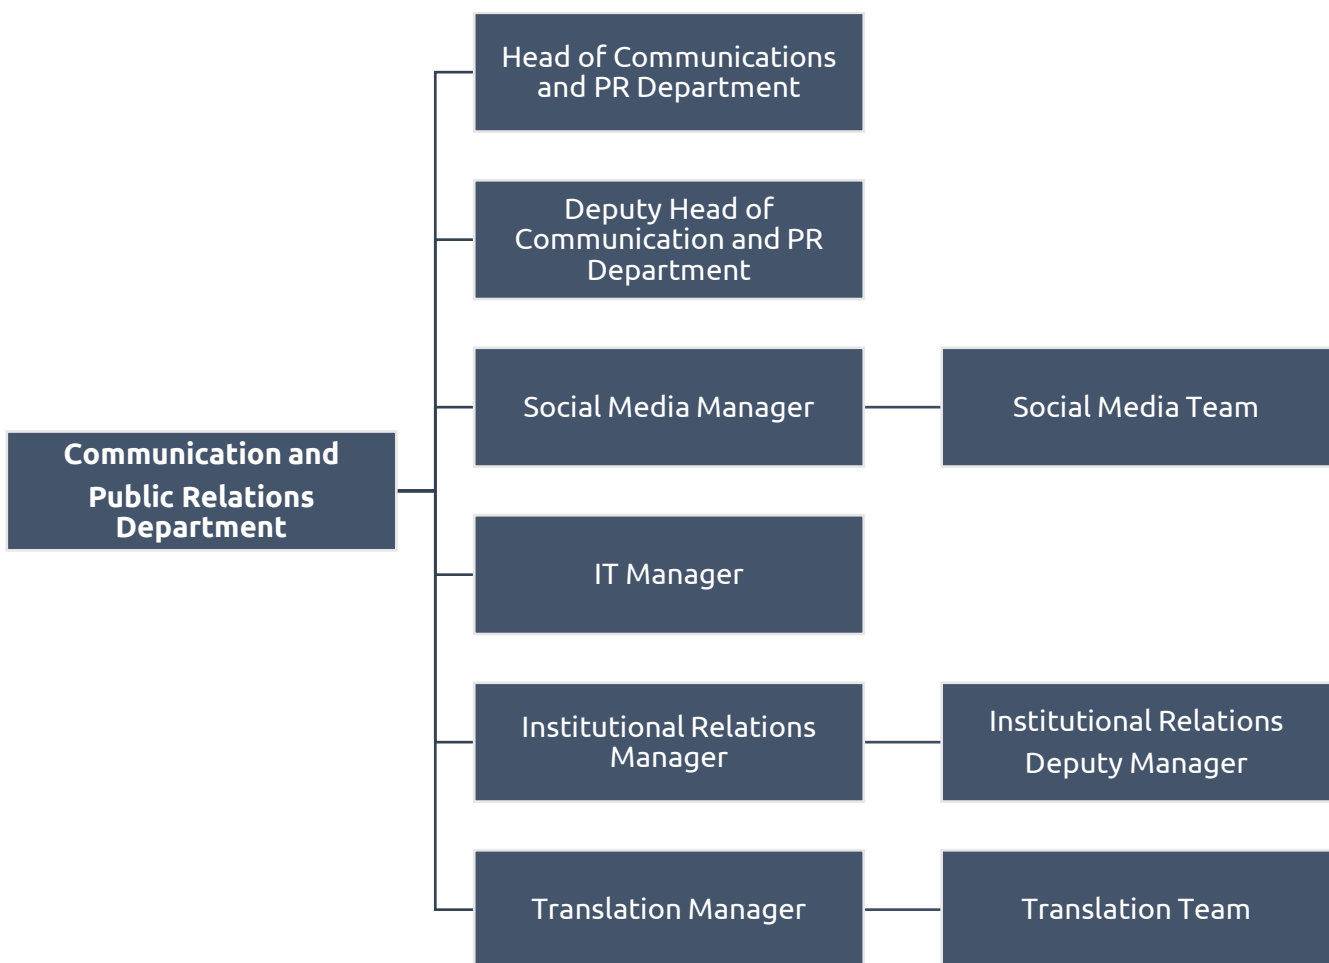 Head of Communications
and PR Department
Deputy Head of
Communication and PR
Department
Social Media Manager
Social Media Team
Communication and
Public Relations
Department
IT Manager
Institutional Relations
Manager
Institutional Relations
Deputy Manager
Translation Manager
Translation Team